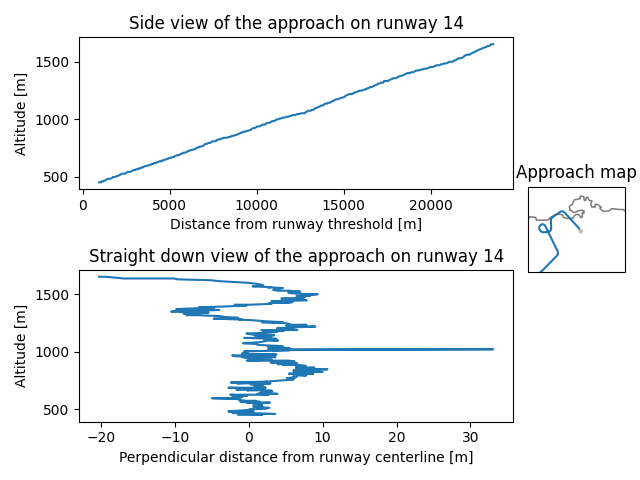 Side view of the approach on runway 14
Altitude [m]
1500
1000
500
0
5000
10000
15000
20000
Distance from runway threshold [m]
Approach map
Straight down view of the approach on runway 14
Altitude [m]
1500
1000
500
−20
−10
0
10
20
30
Perpendicular distance from runway centerline [m]